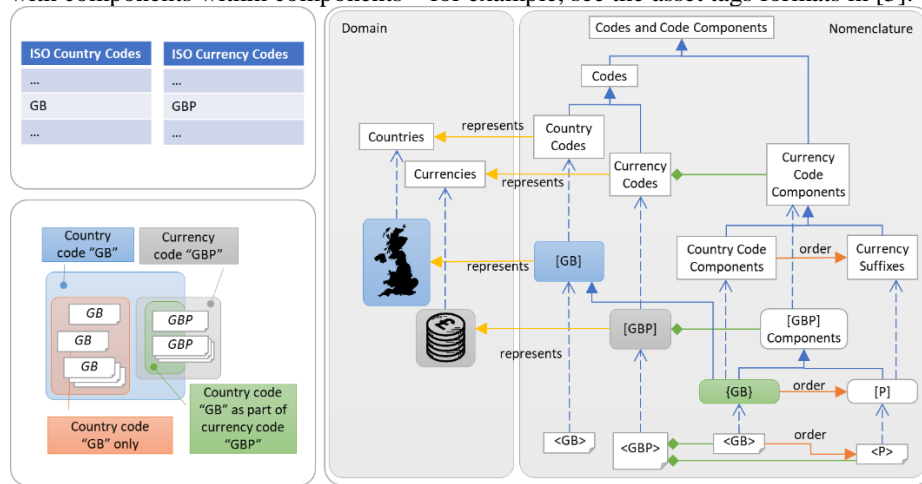 with components within components – for example, see the asset tags formats in [3].
ISO Country Codes
ISO Currency Codes
...
...
GB
GBP
...
...
Country
code "GB"
Currency
code "GBP"
GB
GB
GB
GBP
GBP
Country code
"GB" only
Country code
"GB" as part of
currency code
"GBP"
Domain
Nomenclature
Codes and Code Components
Codes
Countries
represents
Country
Codes
Currencies
represents
Currency
Codes
Currency
Code
Components
Country Code
Components
order
Currency
Suffixes
represents
[GB]
£
represents
[GBP]
[GBP]
Components
{GB}
order
[P]
<GB>
<GBP>
<GB>
order
<P>